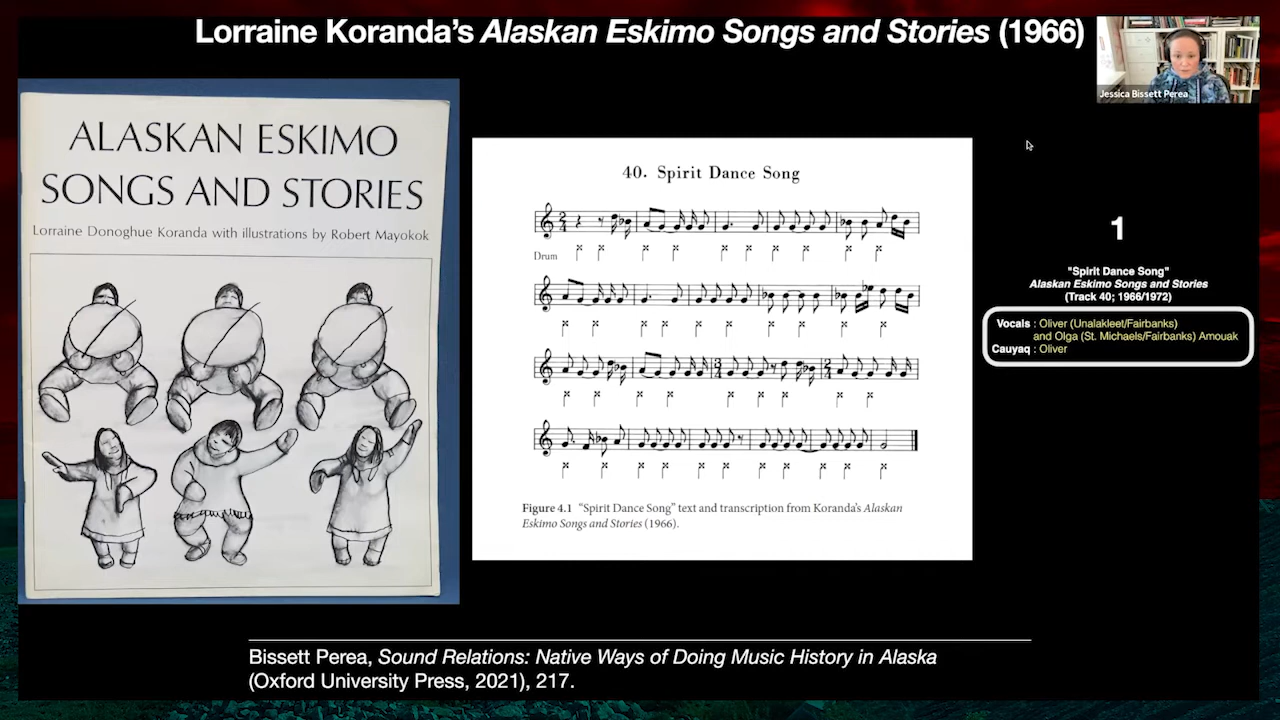 Lorraine Koranda's Alaskan Eskimo Songs and Stories (1966)
Jessica Bissett Perea
ALASKAN ESKIMO
SONGS AND STORIES
Lorraine Donoghue Koranda with illustrations by Robert Mayokok
40. Spirit Dance Song
Drum
Figure 4.1 "Spirit Dance Song" text and transcription from Koranda's Alaskan
Eskimo Songs and Stories (1966).
1
"Spirit Dance Song"
Alaskan Eskimo Songs and Stories
(Track 40; 1966/1972)
Vocals : Oliver (Unalakleet/Fairbanks)
and Olga (St. Michaels/Fairbanks) Amouak
Cauyaq : Oliver
Bissett Perea, Sound Relations: Native Ways of Doing Music History in Alaska
(Oxford University Press, 2021), 217.